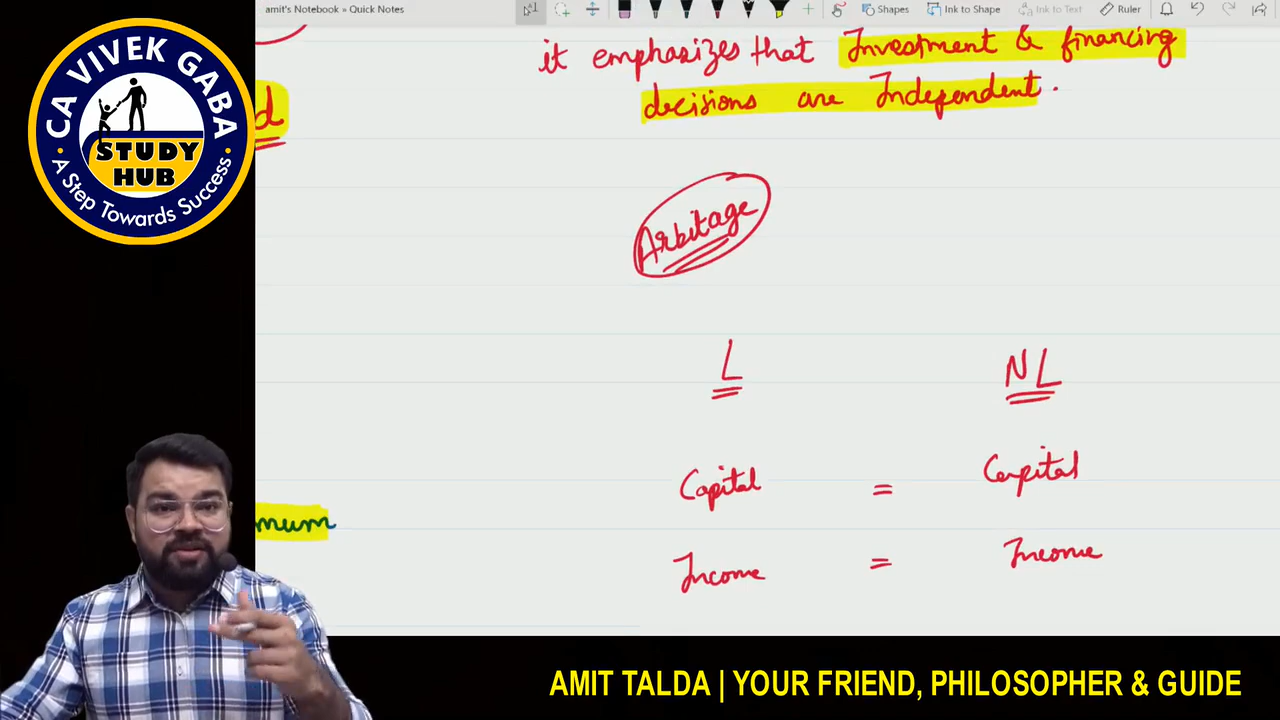 amit's Notebook » Quick Notes
Shapes
Ink to Shape
Ink to Text
Ruler
it emphasizes that Investment & financing
decisions are Independent.
d
CA VIVEK GABA
STUDY
HUB
A Step Towards Success
Arbitage
L NL
Capital = Capital
mum
Income = Income
AMIT TALDA | YOUR FRIEND, PHILOSOPHER & GUIDE